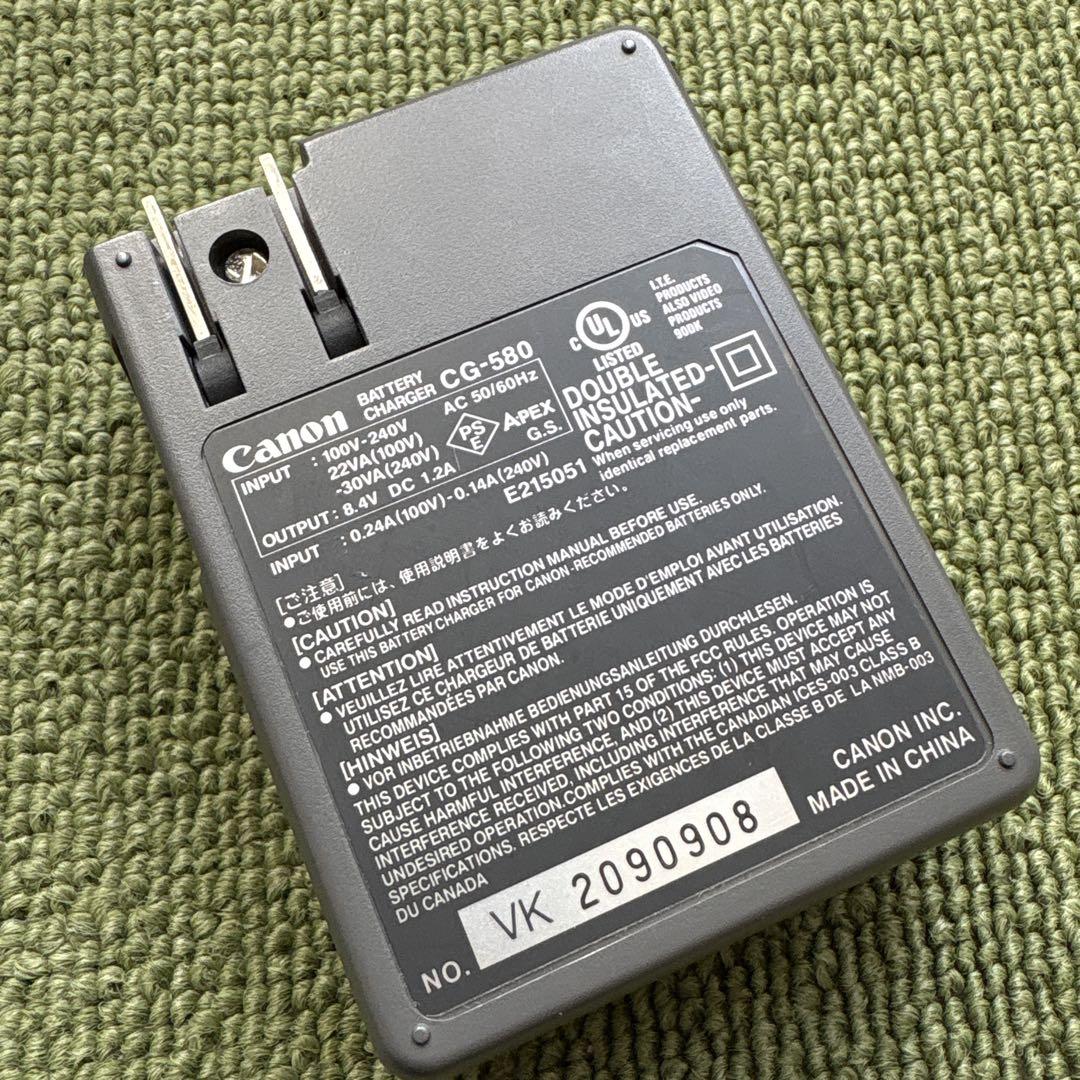 Canon BATTERY CHARGER CG-580
INPUT : 100V-240V AC 50/60Hz
22VA(100V)
-30VA(240V)
OUTPUT : 8.4V DC 1.2A
PSE APEX G.S.
INPUT : 0.24A(100V)-0.14A(240V)
C UL US
LISTED
I.T.E.
PRODUCTS
ALSO VIDEO
PRODUCTS
90DK
DOUBLE
INSULATED-
CAUTION-
When servicing use only
identical replacement parts.
E215051
[ご注意]
●ご使用前には、使用説明書をよくお読みください。
[CAUTION]
●CAREFULLY READ INSTRUCTION MANUAL BEFORE USE.
USE THIS BATTERY CHARGER FOR CANON-RECOMMENDED BATTERIES ONLY.
[ATTENTION]
●VEUILLEZ LIRE ATTENTIVEMENT LE MODE D'EMPLOI AVANT UTILISATION.
UTILISEZ CE CHARGEUR DE BATTERIE UNIQUEMENT AVEC LES BATTERIES
RECOMMANDÉES PAR CANON.
[HINWEIS]
●VOR INBETRIEBNAHME BEDIENUNGSANLEITUNG DURCHLESEN.
THIS DEVICE COMPLIES WITH PART 15 OF THE FCC RULES. OPERATION IS
SUBJECT TO THE FOLLOWING TWO CONDITIONS: (1) THIS DEVICE MAY NOT
CAUSE HARMFUL INTERFERENCE, AND (2) THIS DEVICE MUST ACCEPT ANY
INTERFERENCE RECEIVED, INCLUDING INTERFERENCE THAT MAY CAUSE
UNDESIRED OPERATION.COMPLIES WITH THE CANADIAN ICES-003 CLASS B
SPECIFICATIONS. RESPECTE LES EXIGENCES DE LA CLASSE B DE LA NMB-003
DU CANADA
CANON INC.
MADE IN CHINA
NO. VK 2090908